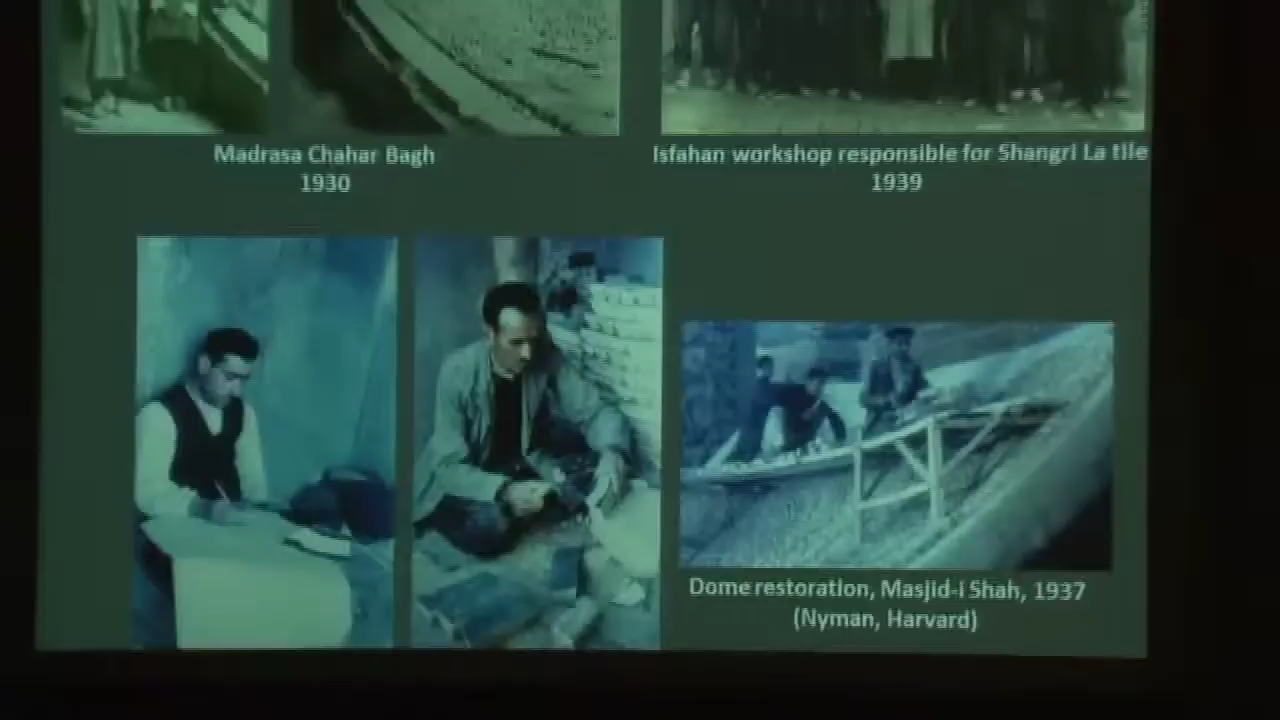 Madrasa Chahar Bagh
1930
Isfahan workshop responsible for Shangri La tile
1939
Dome restoration, Masjid-i Shah, 1937
(Nyman, Harvard)